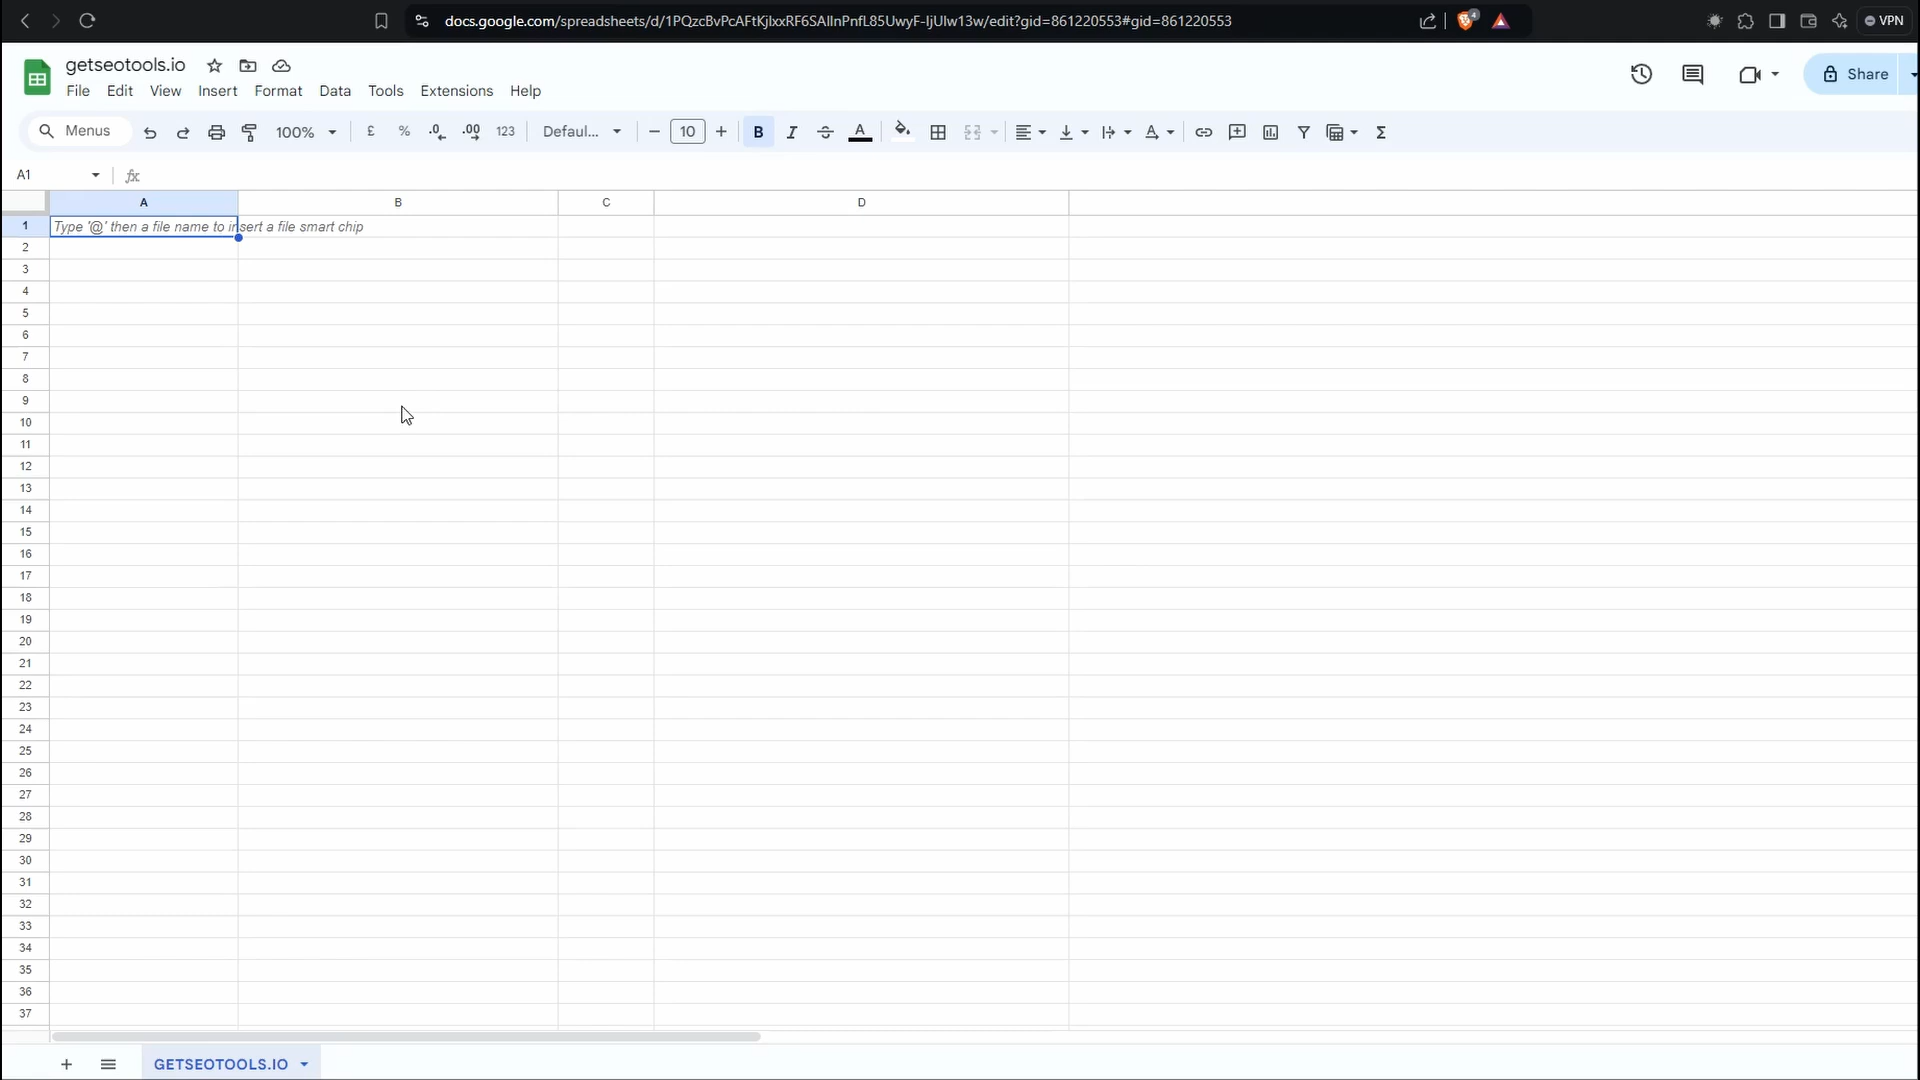 docs.google.com/spreadsheets/d/1PQzcBvPcAFtKjlxxRF6SAllnPnfL85UwyF-IjUlw13w/edit?gid=861220553#gid=861220553
4
VPN
getseotools.io
File Edit View Insert Format Data Tools Extensions Help
Share
Menus
100%
£
%
.0
.00
123
Defaul...
10
B
I
S
A
A
Σ
A1
fx
A B C D
1 Type '@' then a file name to insert a file smart chip
2
3
4
5
6
7
8
9
10
11
12
13
14
15
16
17
18
19
20
21
22
23
24
25
26
27
28
29
30
31
32
33
34
35
36
37
GETSEOTOOLS.IO